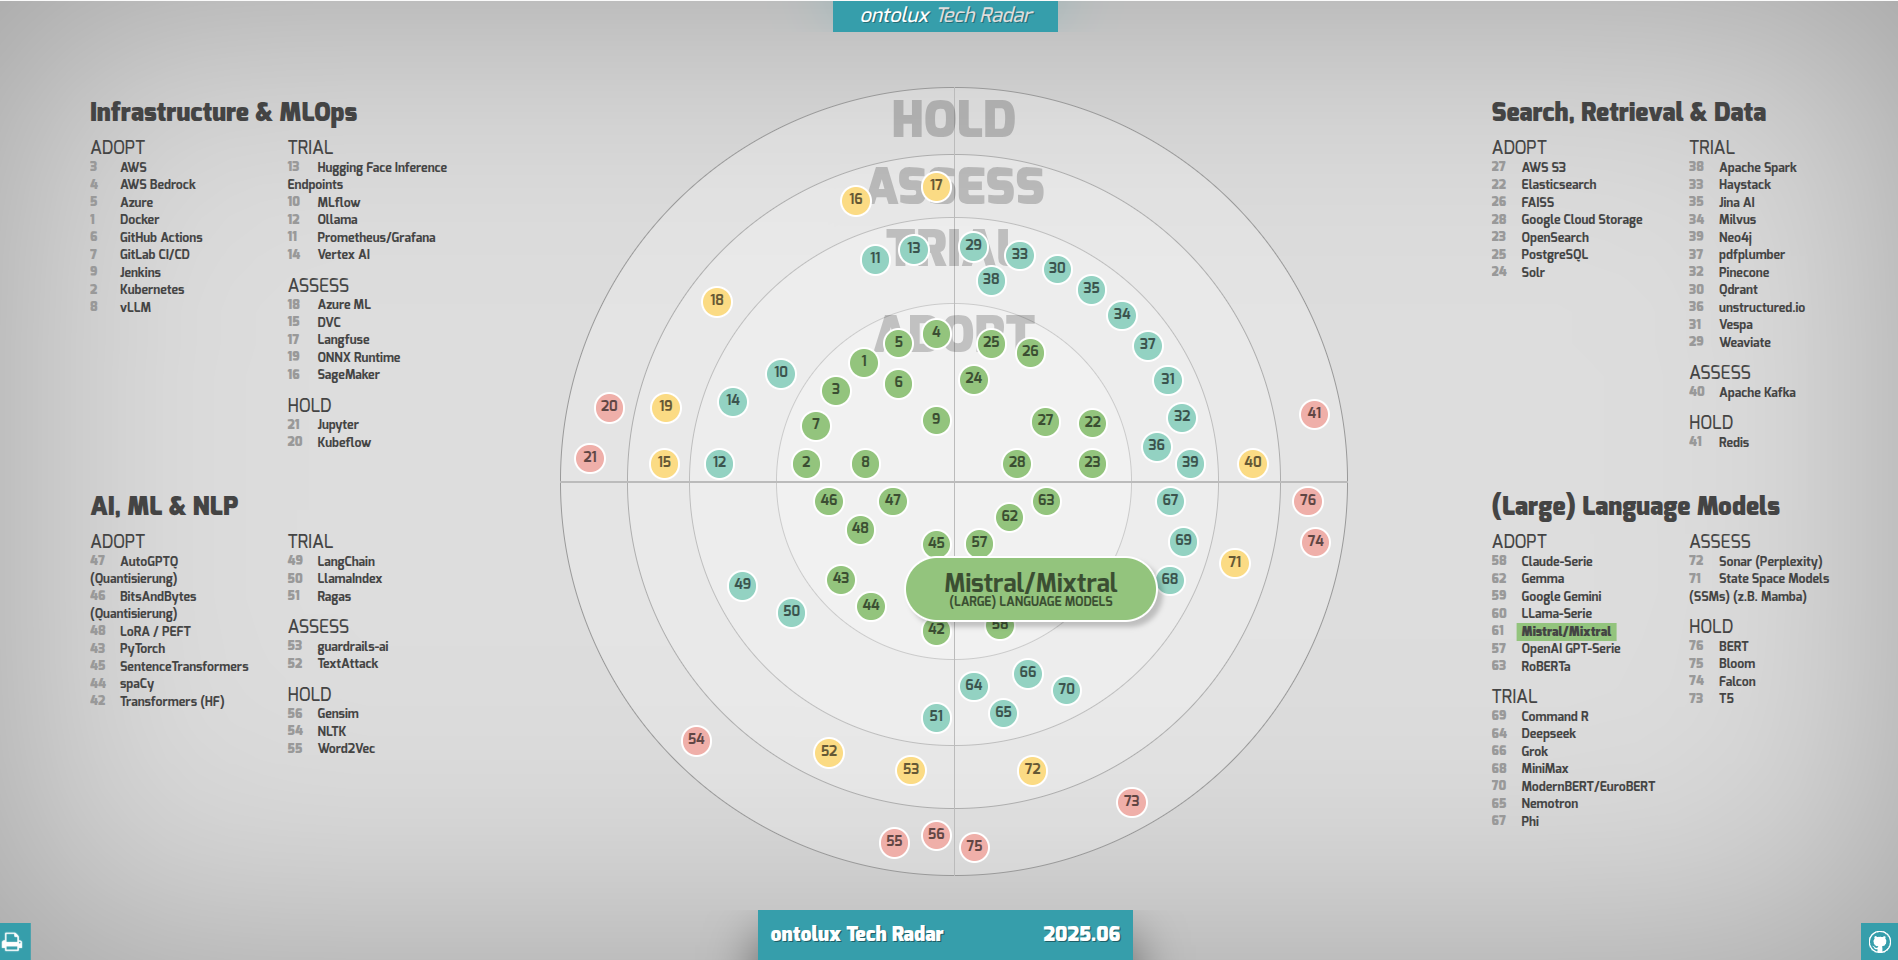 ontolux Tech Radar
Infrastructure & MLOps
ADOPT
3 AWS
4 AWS Bedrock
5 Azure
1 Docker
6 GitHub Actions
7 GitLab CI/CD
9 Jenkins
2 Kubernetes
8 vLLM
TRIAL
13 Hugging Face Inference
Endpoints
10 MLflow
12 Ollama
11 Prometheus/Grafana
14 Vertex AI
ASSESS
18 Azure ML
15 DVC
17 Langfuse
19 ONNX Runtime
16 SageMaker
HOLD
21 Jupyter
20 Kubeflow
AI, ML & NLP
ADOPT
47 AutoGPTQ
(Quantisierung)
46 BitsAndBytes
(Quantisierung)
48 LoRA / PEFT
43 PyTorch
45 SentenceTransformers
44 spaCy
42 Transformers (HF)
TRIAL
49 LangChain
50 LlamaIndex
51 Ragas
ASSESS
53 guardrails-ai
52 TextAttack
HOLD
56 Gensim
54 NLTK
55 Word2Vec
HOLD
ASSESS
TRIAL
ADOPT
17
16
29
13
33
11
30
38
35
18
34
4
5
37
25
26
1
10
24
31
6
3
14
20
19
41
32
9
27
22
7
36
21
15
12
2
8
28
23
39
40
46
47
63
67
76
62
48
69
74
45
57
71
43
68
49
Mistral/Mixtral
(LARGE) LANGUAGE MODELS
44
50
42
58
66
64
70
65
51
54
52
53
72
73
56
55
75
Search, Retrieval & Data
ADOPT
27 AWS S3
22 Elasticsearch
26 FAISS
28 Google Cloud Storage
23 OpenSearch
25 PostgreSQL
24 Solr
TRIAL
38 Apache Spark
33 Haystack
35 Jina AI
34 Milvus
39 Neo4j
37 pdfplumber
32 Pinecone
30 Qdrant
36 unstructured.io
31 Vespa
29 Weaviate
ASSESS
40 Apache Kafka
HOLD
41 Redis
(Large) Language Models
ADOPT
58 Claude-Serie
62 Gemma
59 Google Gemini
60 LLama-Serie
61 Mistral/Mixtral
57 OpenAI GPT-Serie
63 RoBERTa
TRIAL
69 Command R
64 Deepseek
66 Grok
68 MiniMax
70 ModernBERT/EuroBERT
65 Nemotron
67 Phi
ASSESS
72 Sonar (Perplexity)
71 State Space Models
(SSMs) (z.B. Mamba)
HOLD
76 BERT
75 Bloom
74 Falcon
73 T5
ontolux Tech Radar 2025.06